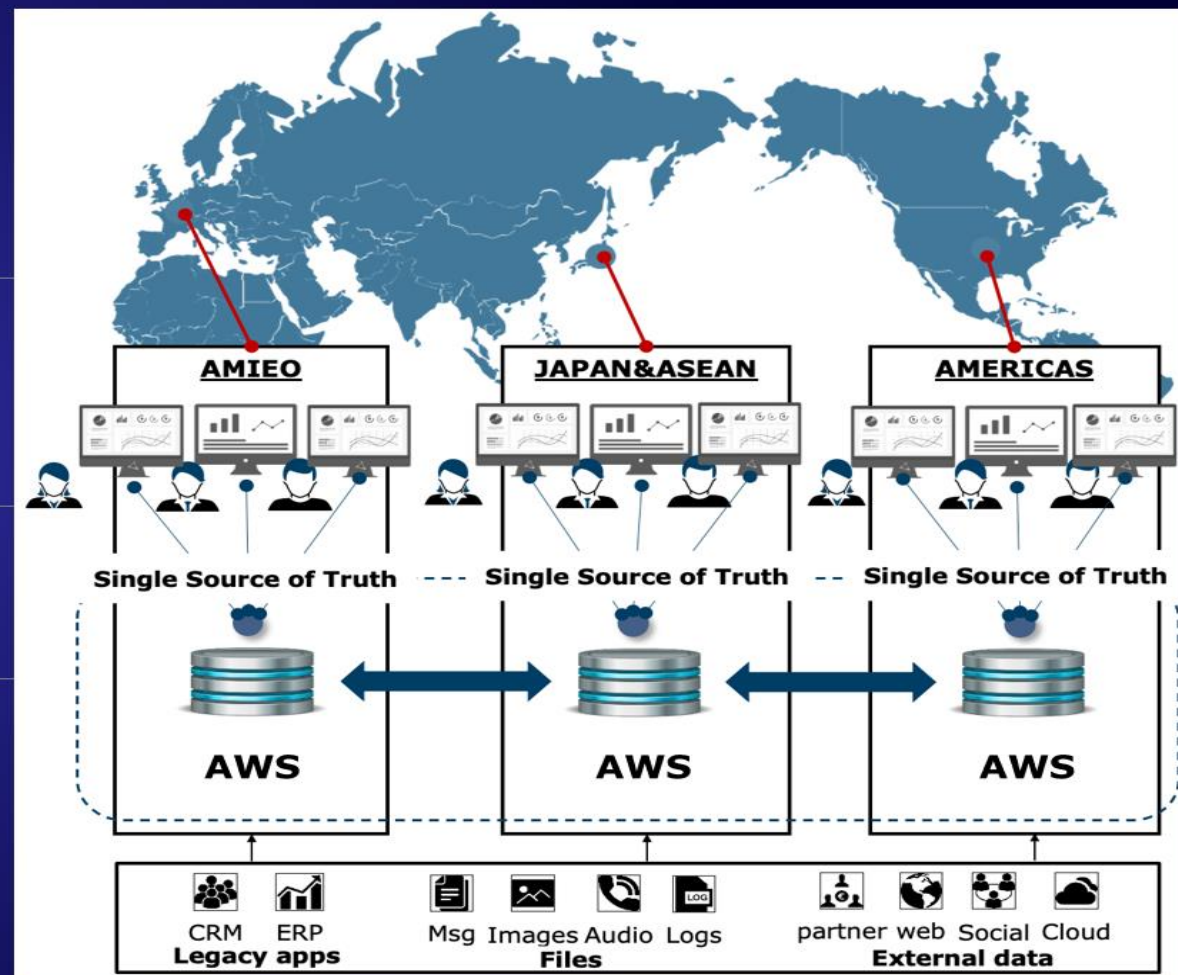 AMIEO JAPAN&ASEAN AMERICAS
Single Source of Truth Single Source of Truth Single Source of Truth
AWS AWS AWS
LOG
CRM ERP Msg Images Audio Logs partner web Social Cloud
Legacy apps Files External data